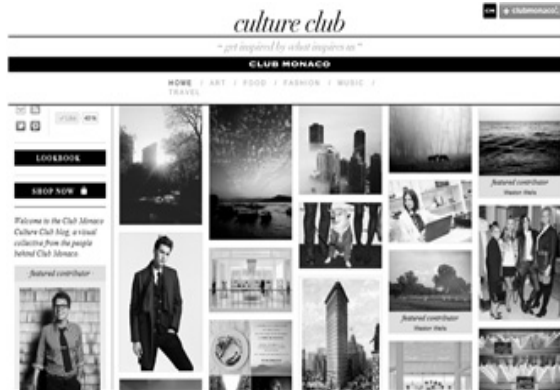 culture club
" get inspired by what inspires us "
CLUB MONACO
HOME / ART / FOOD / FASHION / MUSIC /
TRAVEL
Like
LOOKBOOK
SHOP NOW
Welcome to the Club Monaco
Culture Club blog, a visual
collective from the people
behind Club Monaco.
featured contributor
featured contributor
featured contributor